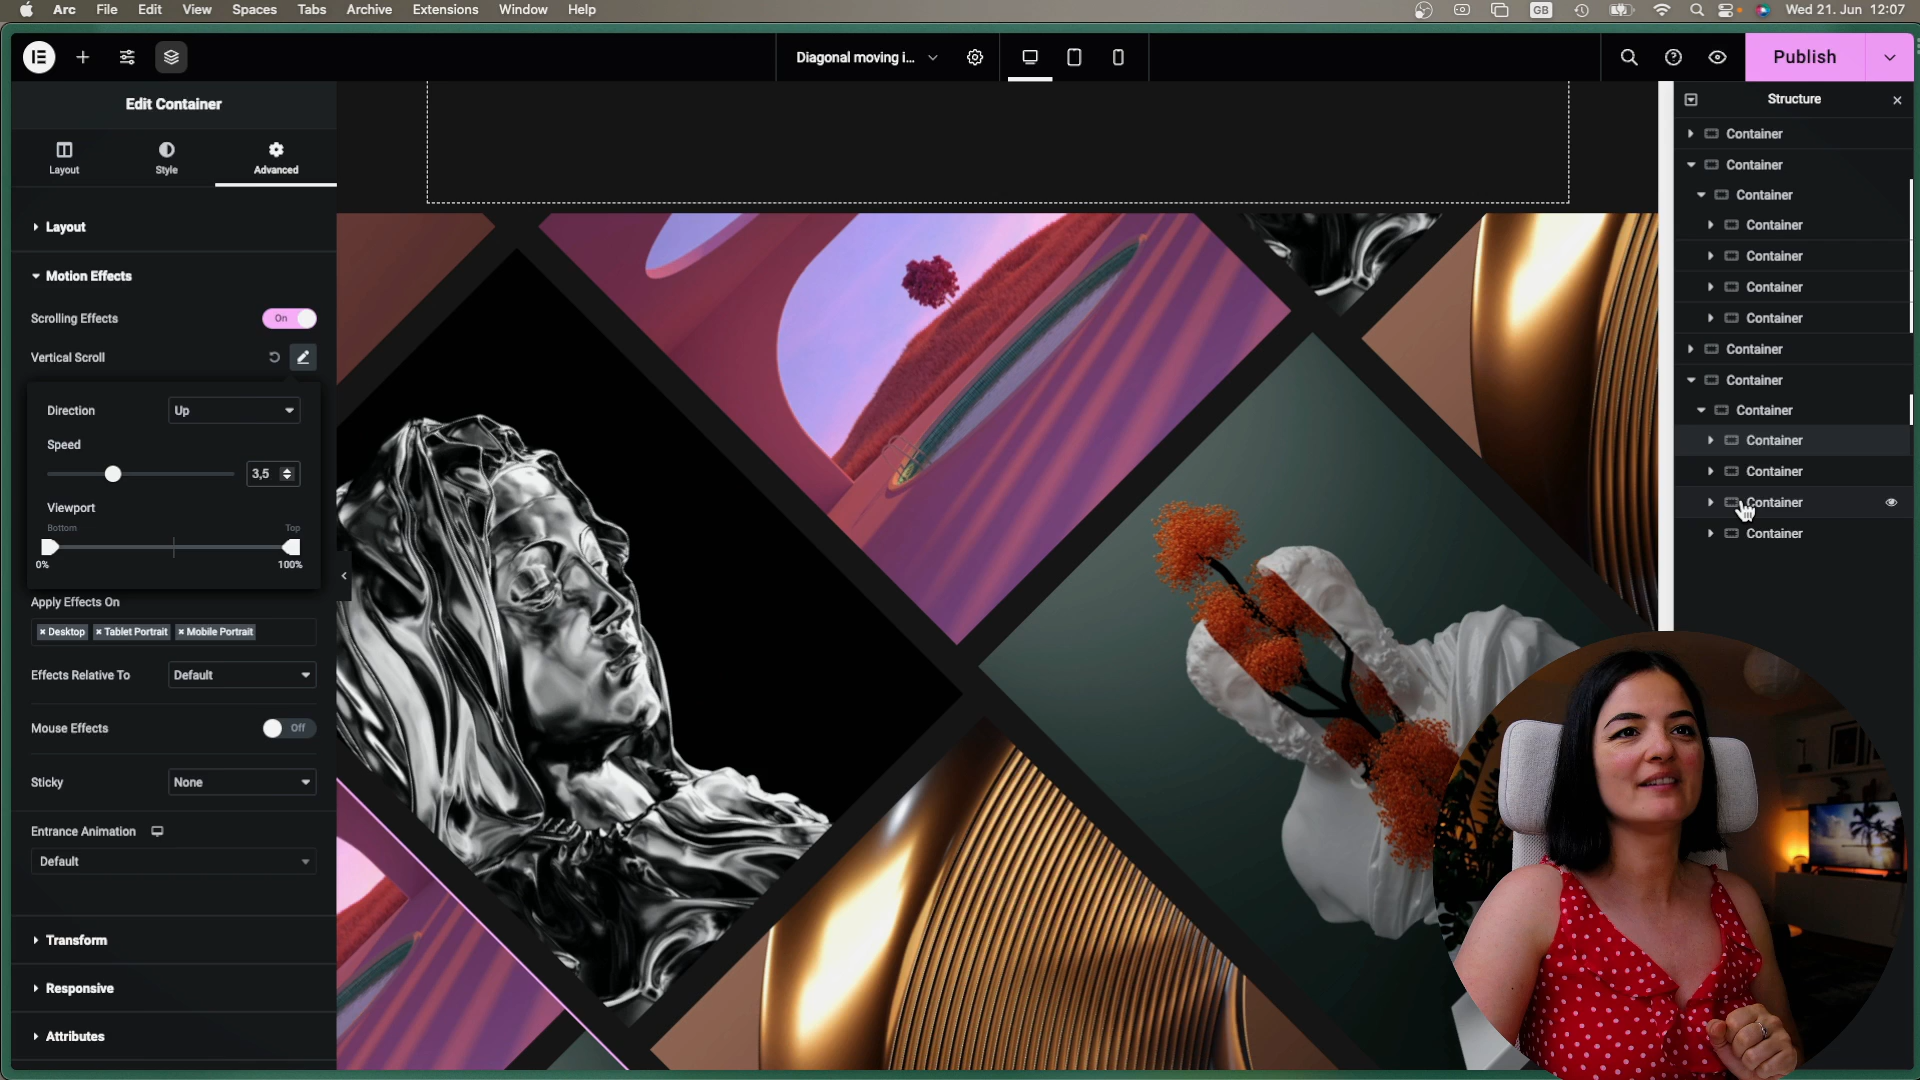 Arc File Edit View Spaces Tabs Archive Extensions Window Help
GB Wed 21. Jun 12:07
Diagonal moving i...
Publish
Edit Container
Layout Style Advanced
Layout
Motion Effects
Scrolling Effects On
Vertical Scroll
Direction Up
Speed
3,5
Viewport
Bottom Top
0% 100%
Apply Effects On
× Desktop × Tablet Portrait × Mobile Portrait
Effects Relative To Default
Mouse Effects Off
Sticky None
Entrance Animation
Default
Transform
Responsive
Attributes
Structure
Container
Container
Container
Container
Container
Container
Container
Container
Container
Container
Container
Container
Container
Container